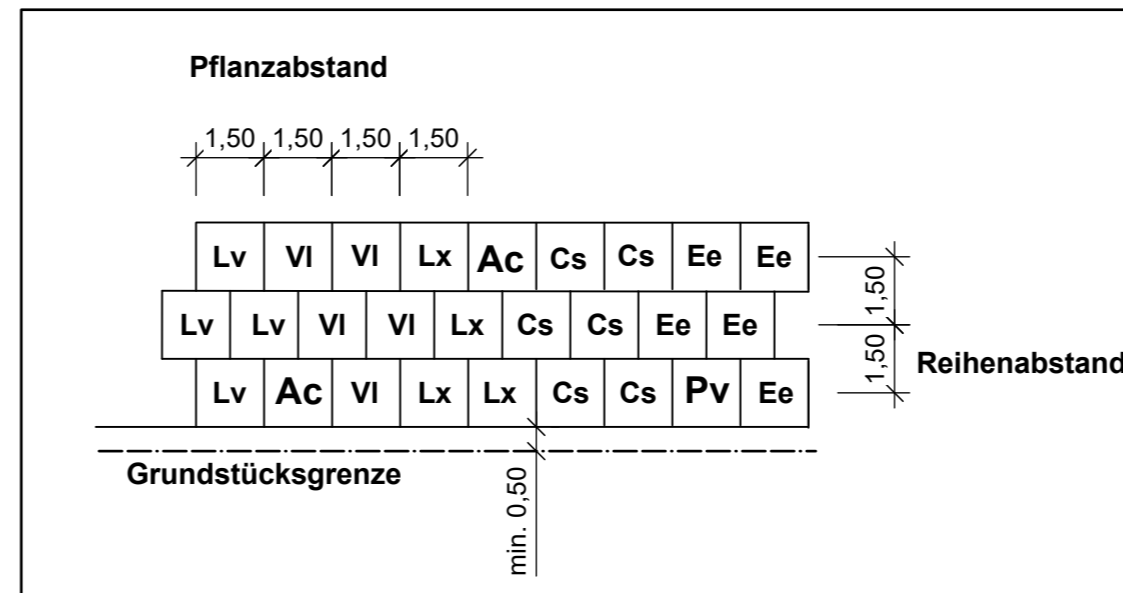 Pflanzabstand
1,50 1,50 1,50 1,50
Lv Vl Vl Lx Ac Cs Cs Ee Ee
Lv Lv Vl Vl Lx Cs Cs Ee Ee
Lv Ac Vl Lx Lx Cs Cs Pv Ee
1,50
1,50
Reihenabstand
Grundstücksgrenze
min. 0,50